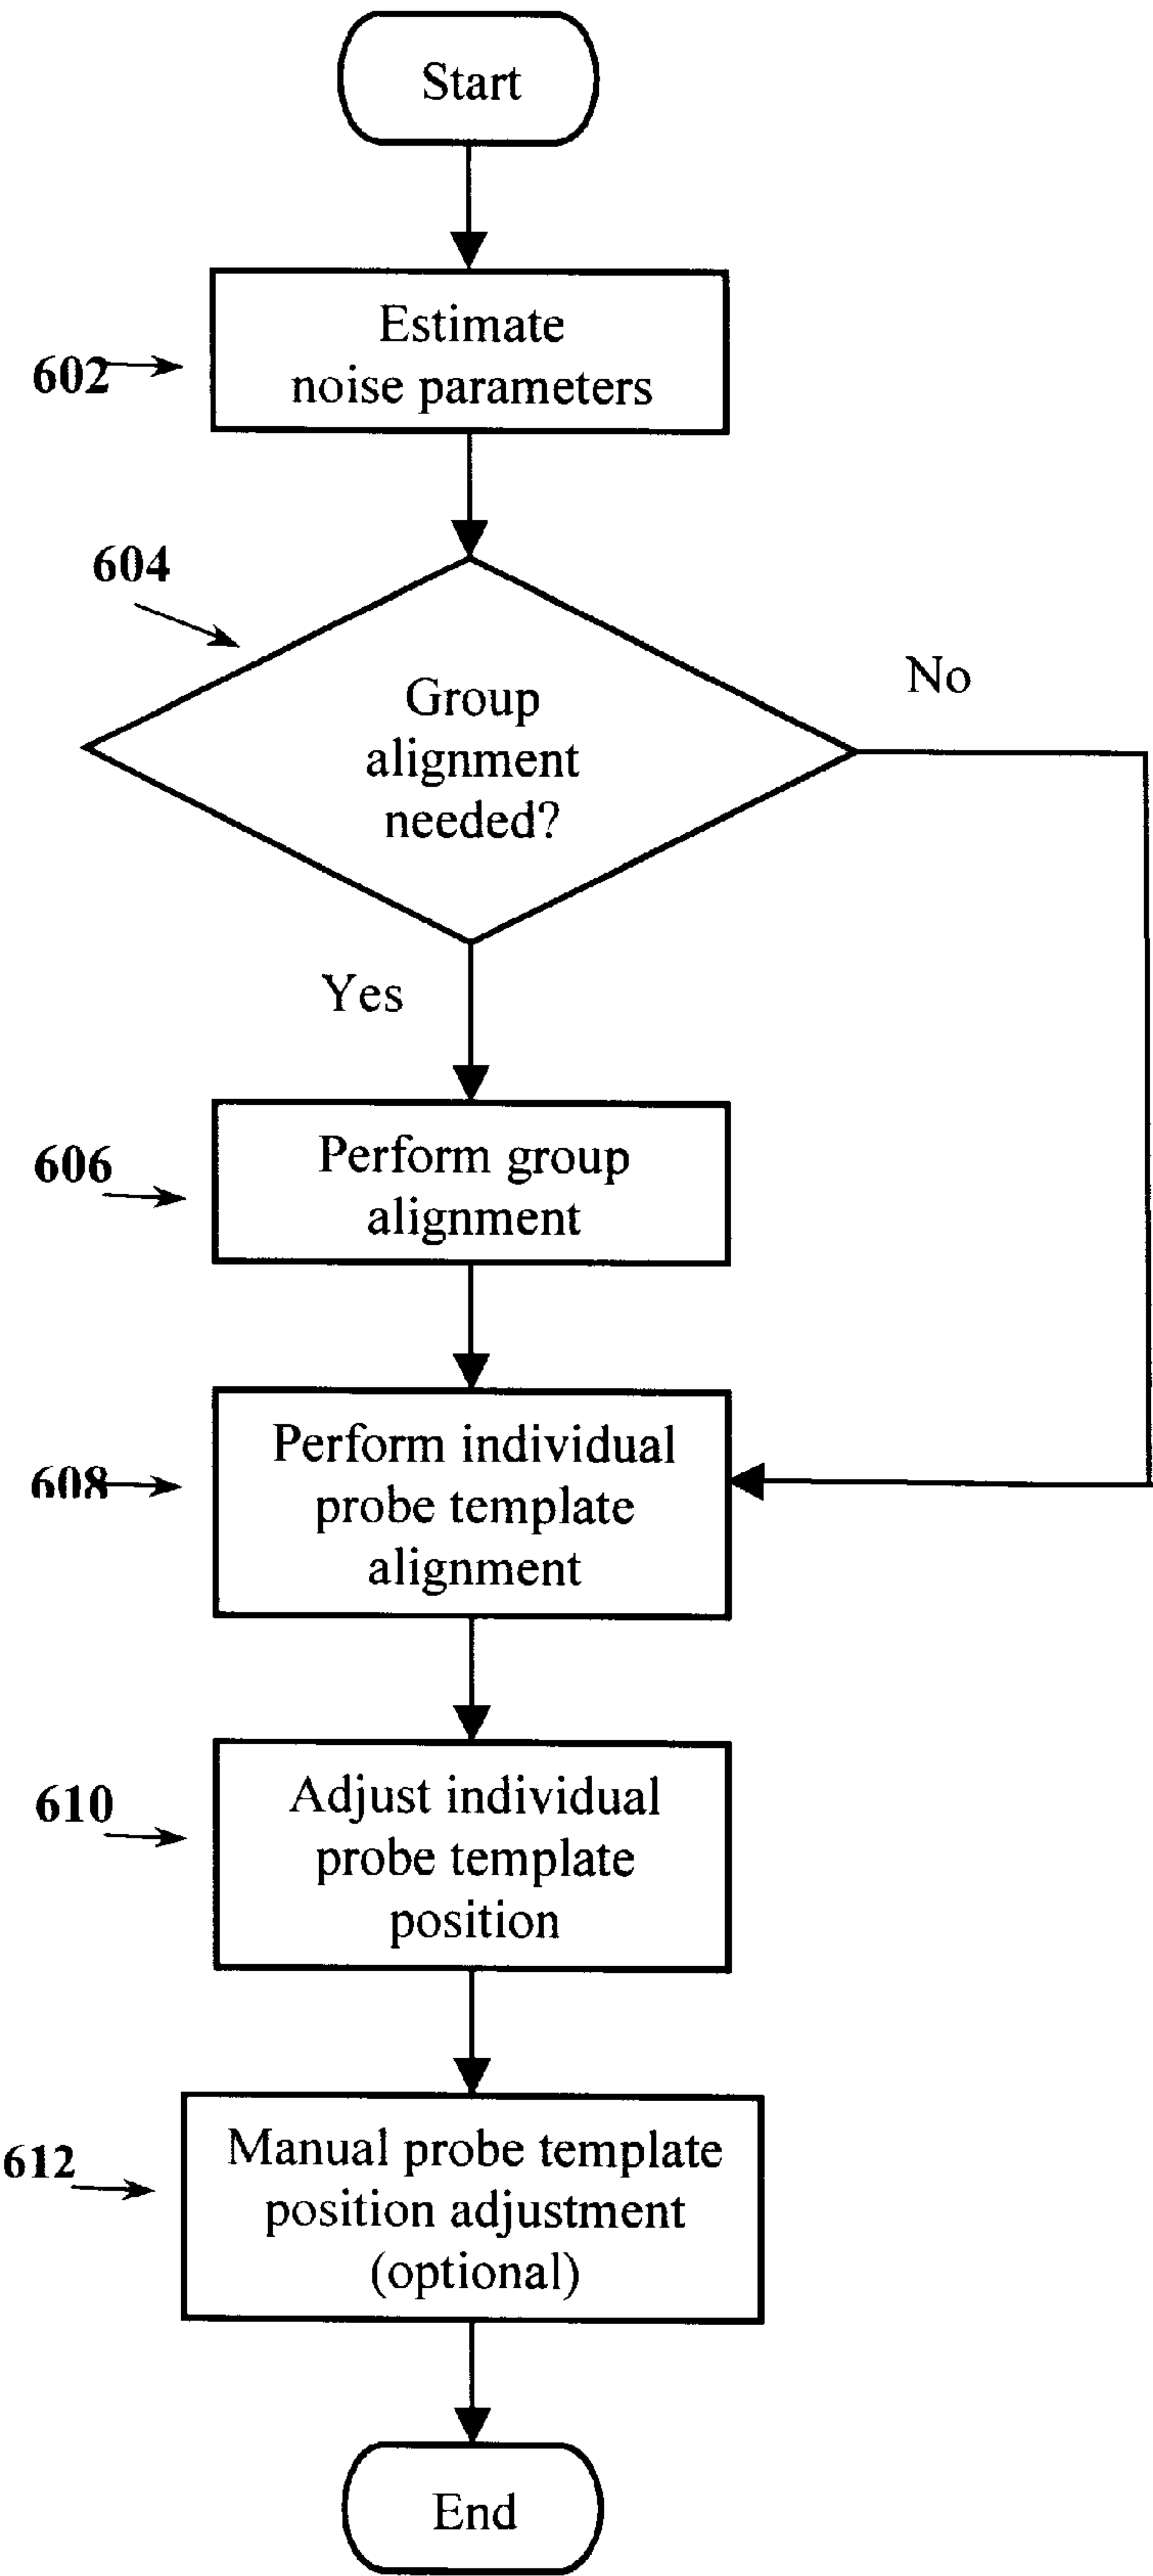 Start
602
Estimate
noise parameters
604
Group
alignment
needed?
No
Yes
606
Perform group
alignment
608
Perform individual
probe template
alignment
610
Adjust individual
probe template
position
612
Manual probe template
position adjustment
(optional)
End